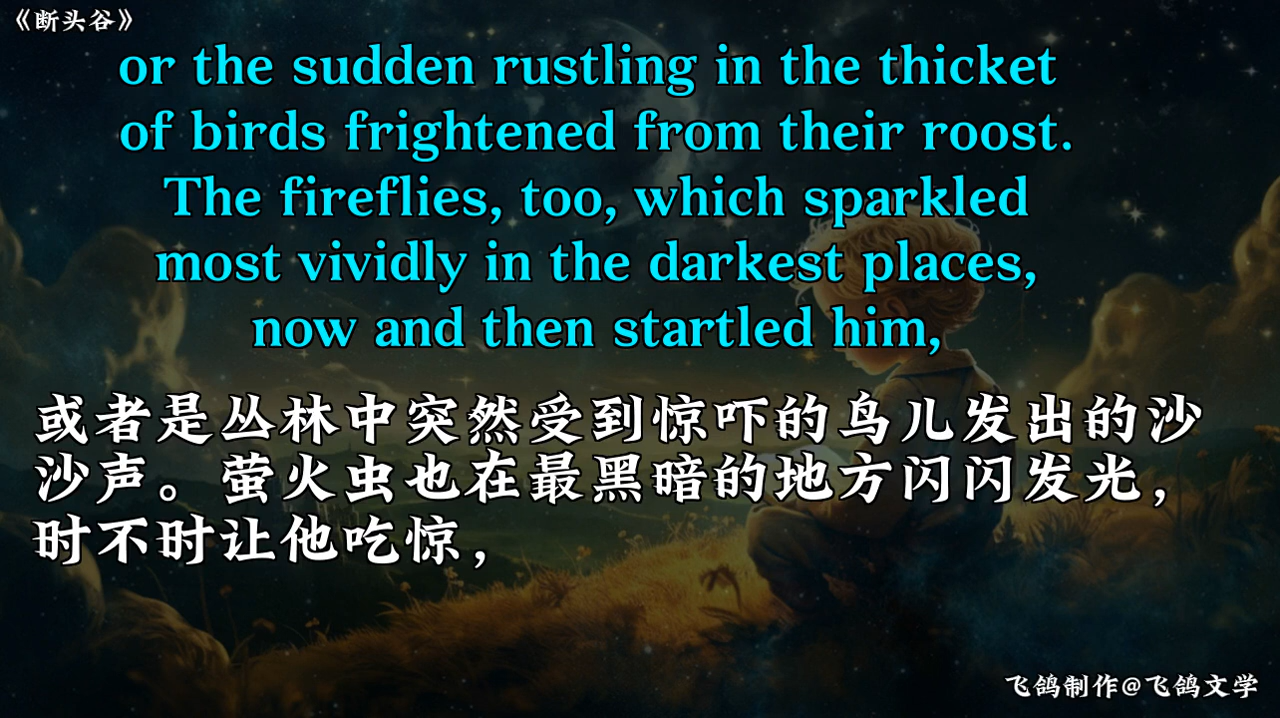 《断头谷》
or the sudden rustling in the thicket
of birds frightened from their roost.
The fireflies, too, which sparkled
most vividly in the darkest places,
now and then startled him,
或者是丛林中突然受到惊吓的鸟儿发出的沙
沙声。萤火虫也在最黑暗的地方闪闪发光，
时不时让他吃惊，
飞鸽制作@飞鸽文学